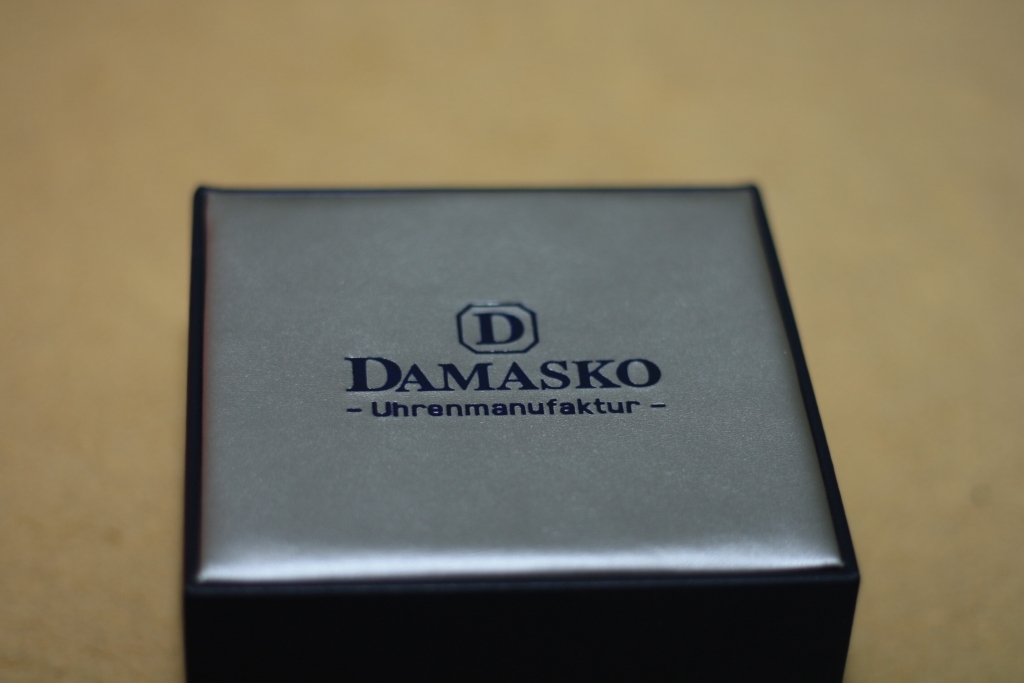 D
DAMASKO
- Uhrenmanufaktur -